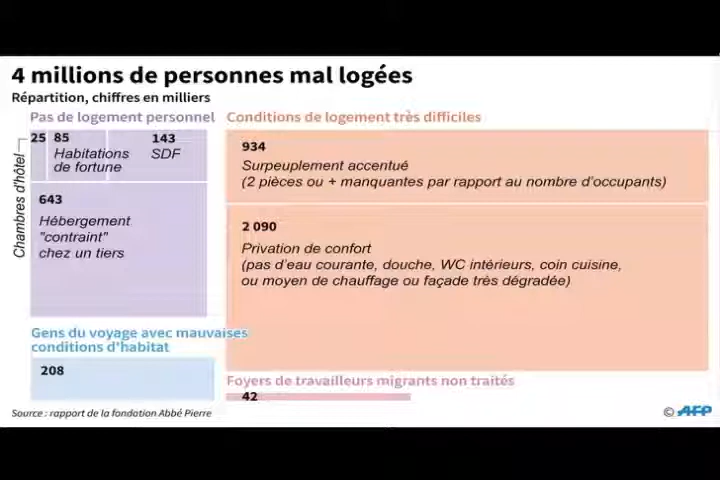 4 millions de personnes mal logées
Répartition, chiffres en milliers
Pas de logement personnel
Chambres d'hôtel
25
85
Habitations
de fortune
143
SDF
643
Hébergement
"contraint"
chez un tiers
Conditions de logement très difficiles
934
Surpeuplement accentué
(2 pièces ou + manquantes par rapport au nombre d'occupants)
2 090
Privation de confort
(pas d'eau courante, douche, WC intérieurs, coin cuisine,
ou moyen de chauffage ou façade très dégradée)
Gens du voyage avec mauvaises
conditions d'habitat
208
Foyers de travailleurs migrants non traités
42
Source : rapport de la fondation Abbé Pierre
© AFP